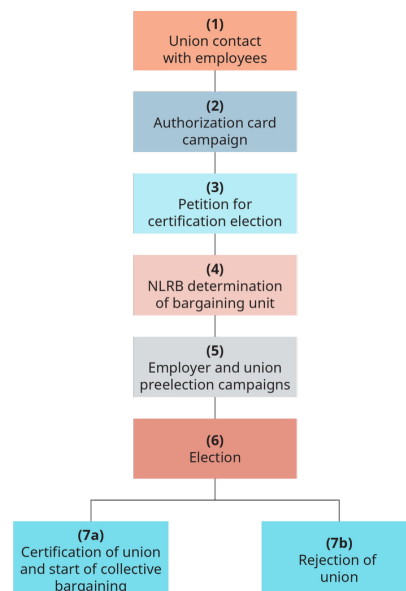 (1)
Union contact
with employees
(2)
Authorization card
campaign
(3)
Petition for
certification election
(4)
NLRB determination
of bargaining unit
(5)
Employer and union
preelection campaigns
(6)
Election
(7a)
Certification of union
and start of collective
bargaining
(7b)
Rejection of
union